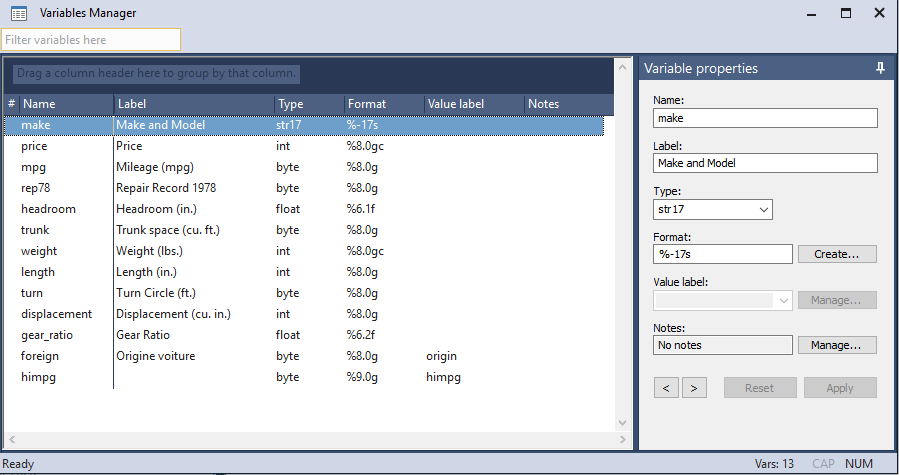 Variables Manager
Filter variables here
Drag a column header here to group by that column.
# Name Label Type Format Value label Notes
make Make and Model str17 %-17s
price Price int %8.0gc
mpg Mileage (mpg) byte %8.0g
rep78 Repair Record 1978 byte %8.0g
headroom Headroom (in.) float %6.1f
trunk Trunk space (cu. ft.) byte %8.0g
weight Weight (lbs.) int %8.0gc
length Length (in.) int %8.0g
turn Turn Circle (ft.) byte %8.0g
displacement Displacement (cu. in.) int %8.0g
gear_ratio Gear Ratio float %6.2f
foreign Origine voiture byte %8.0g origin
himpg byte %9.0g himpg
Variable properties
Name:
make
Label:
Make and Model
Type:
str17
Format:
%-17s Create...
Value label:
Manage...
Notes:
No notes Manage...
< > Reset Apply
Ready Vars: 13 CAP NUM